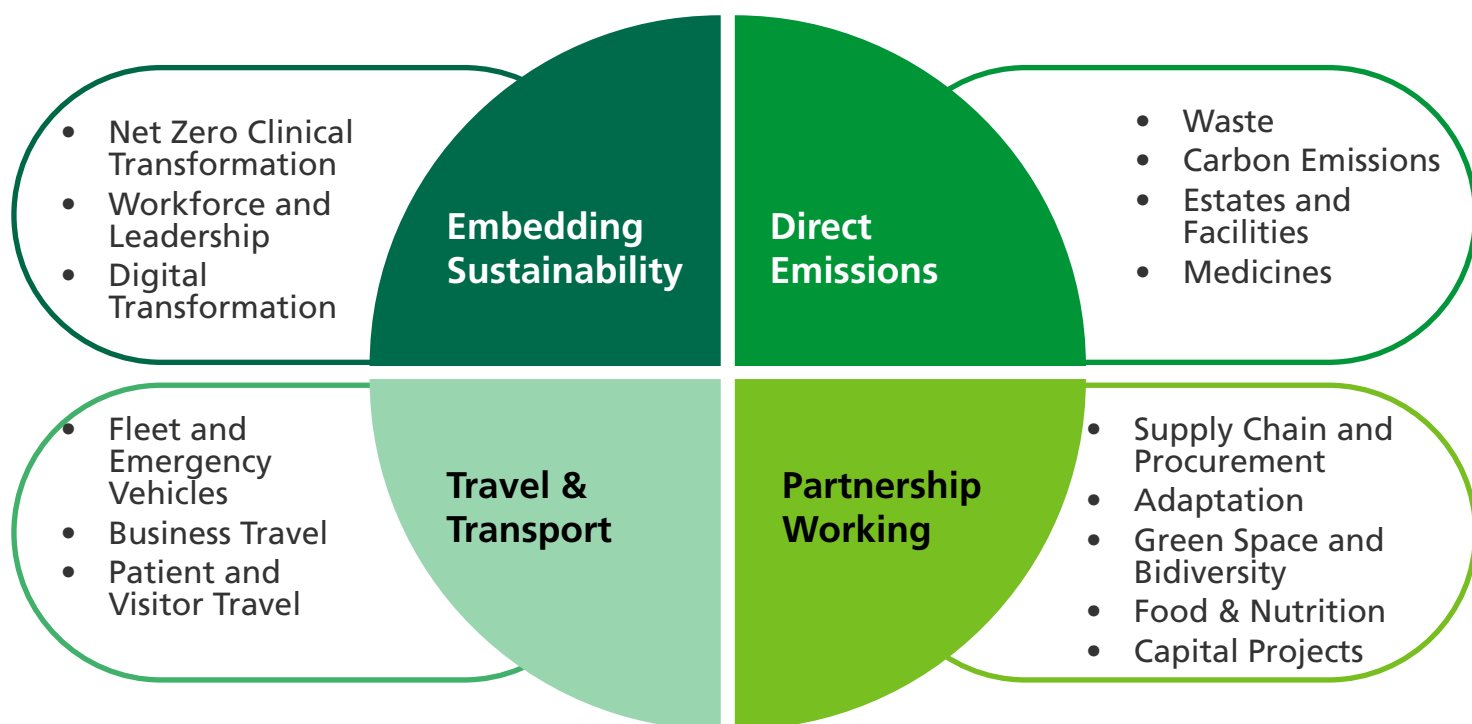 • Net Zero Clinical
Transformation
• Workforce and
Leadership
• Digital
Transformation
Embedding
Sustainability
Direct
Emissions
• Waste
• Carbon Emissions
• Estates and
Facilities
• Medicines
• Fleet and
Emergency
Vehicles
• Business Travel
• Patient and
Visitor Travel
Travel &
Transport
Partnership
Working
• Supply Chain and
Procurement
• Adaptation
• Green Space and
Bidiversity
• Food & Nutrition
• Capital Projects